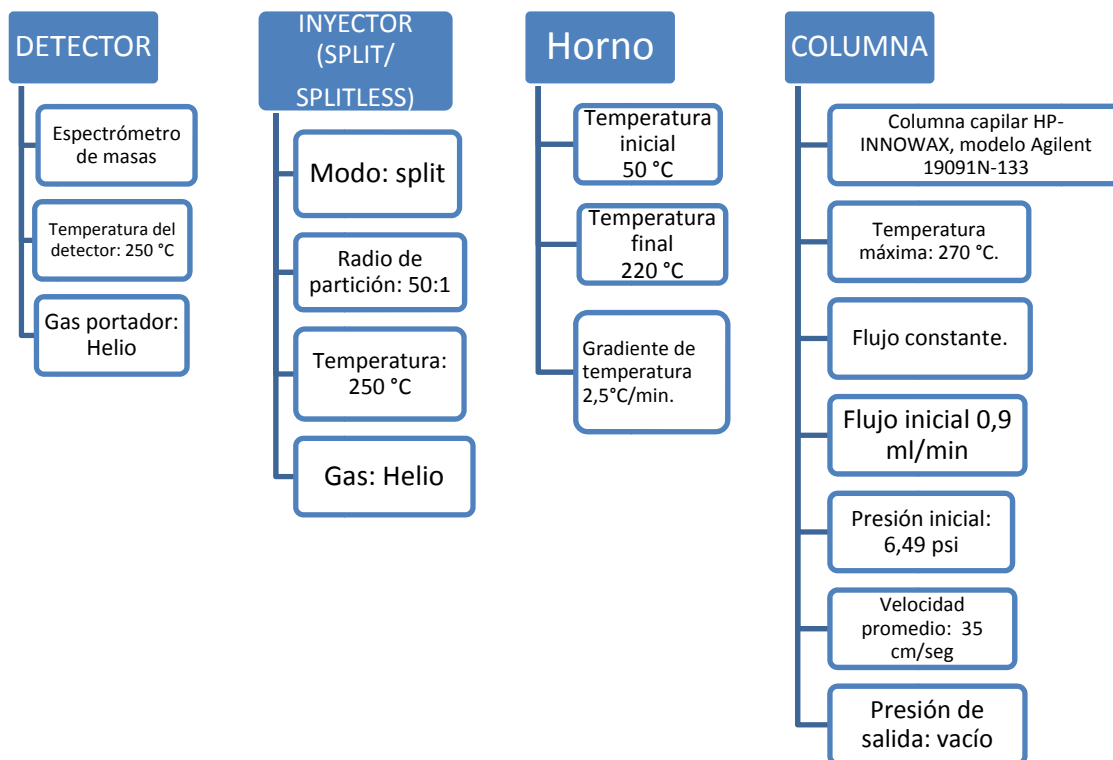 DETECTOR
Espectrómetro
de masas
Temperatura del
detector: 250 °C
Gas portador:
Helio
INYECTOR
(SPLIT/
SPLITLESS)
Modo: split
Radio de
partición: 50:1
Temperatura:
250 °C
Gas: Helio
Horno
Temperatura
inicial
50 °C
Temperatura
final
220 °C
Gradiente de
temperatura
2,5°C/min.
COLUMNA
Columna capilar HP-
INNOWAX, modelo Agilent
19091N-133
Temperatura
máxima: 270 °C.
Flujo constante.
Flujo inicial 0,9
ml/min
Presión inicial:
6,49 psi
Velocidad
promedio: 35
cm/seg
Presión de
salida: vacío